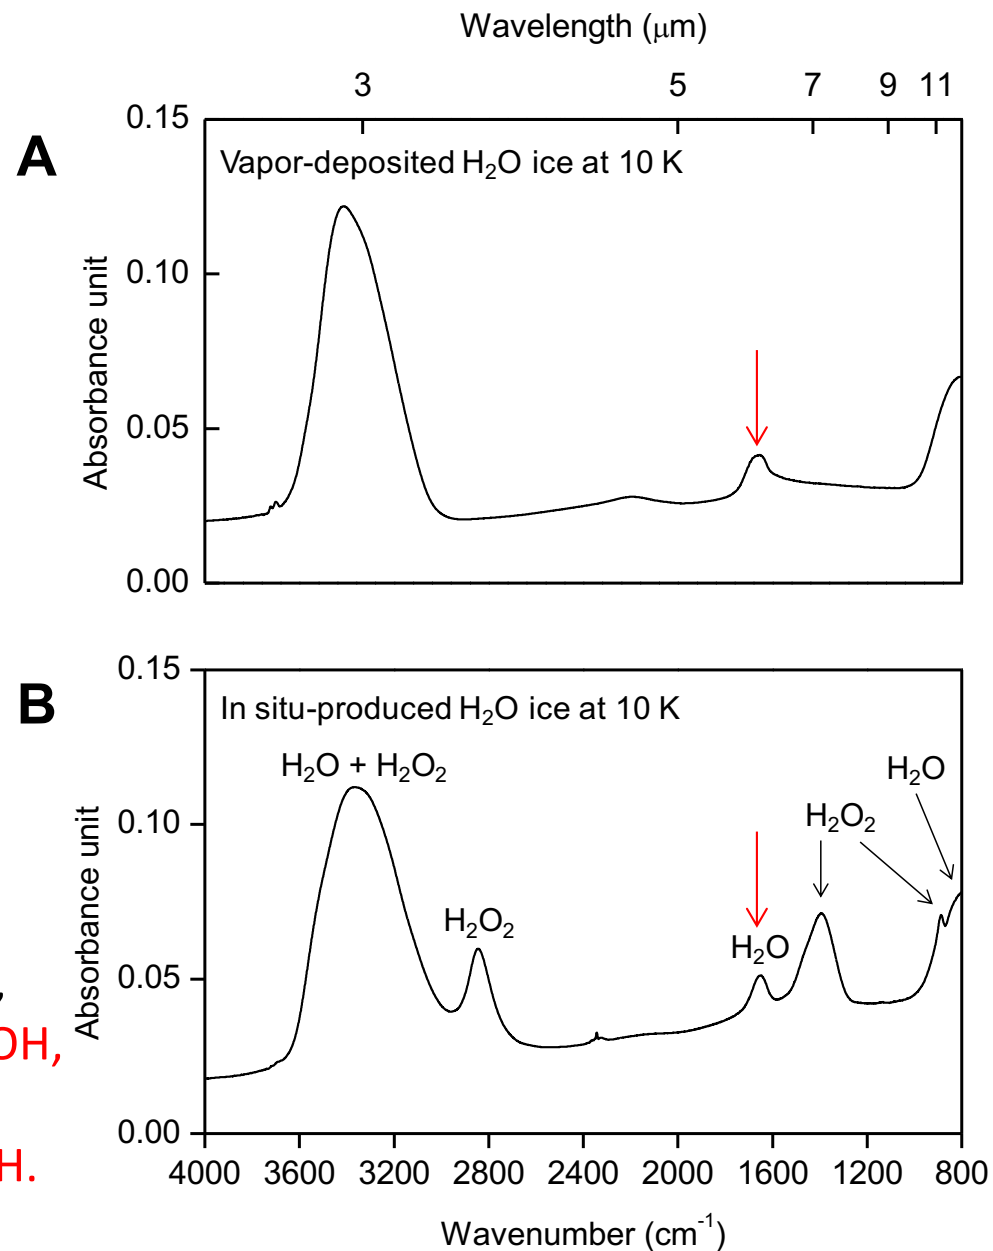 Wavelength (μm)
3 5 7 9 11
A
0.15
Vapor-deposited H₂O ice at 10 K
0.10
Absorbance unit
0.05
0.00
B
0.15
In situ-produced H₂O ice at 10 K
H₂O + H₂O₂
H₂O
H₂O₂
0.10
Absorbance unit
H₂O₂
H₂O
0.05
,
OH,
0.00
H.
4000 3600 3200 2800 2400 2000 1600 1200 800
Wavenumber (cm⁻¹)